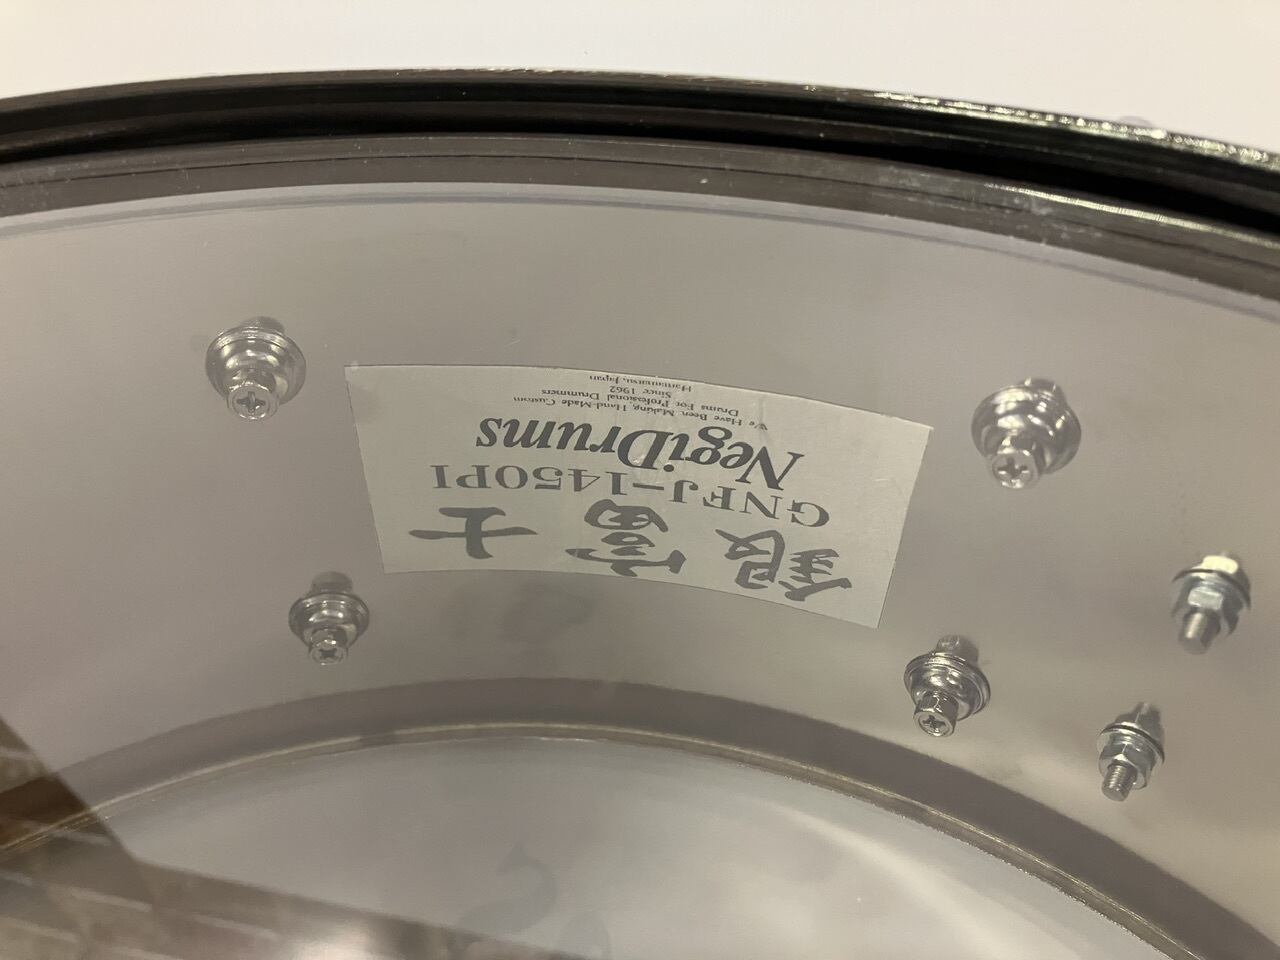 銀富士
GNFJ-1450PI
NegiDrums
We Have Been Making, Hand-Made Custom
Drums For Professional Drummers
Since 1962
Hamamatsu, Japan